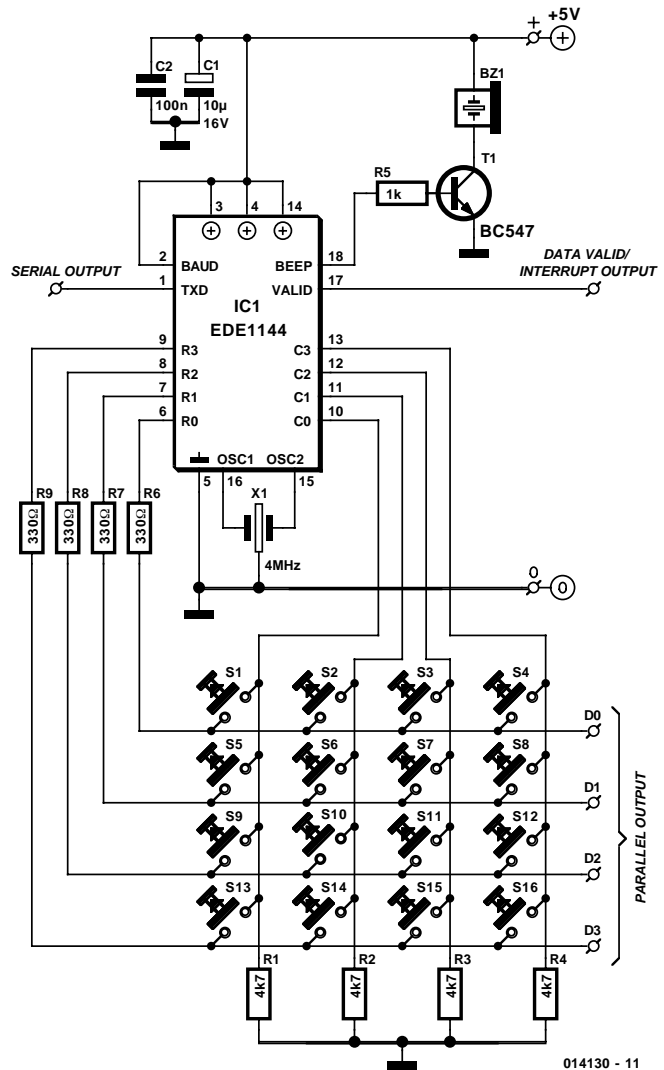 + +5V
C2 C1
BZ1
100n 10µ
16V
T1
R5
1k
3 4 14
BC547
2 BAUD BEEP 18
DATA VALID/
INTERRUPT OUTPUT
SERIAL OUTPUT
1 TXD VALID 17
IC1
EDE1144
9 R3 C3 13
8 R2 C2 12
7 R1 C1 11
6 R0 C0 10
OSC1 OSC2
5 16 15
X1
R9 R8 R7 R6
330Ω 330Ω 330Ω 330Ω
4MHz
0 0
S1 S2 S3 S4
D0
S5 S6 S7 S8
D1
S9 S10 S11 S12
D2
S13 S14 S15 S16
D3
PARALLEL OUTPUT
R1 R2 R3 R4
4k7 4k7 4k7 4k7
014130 - 11